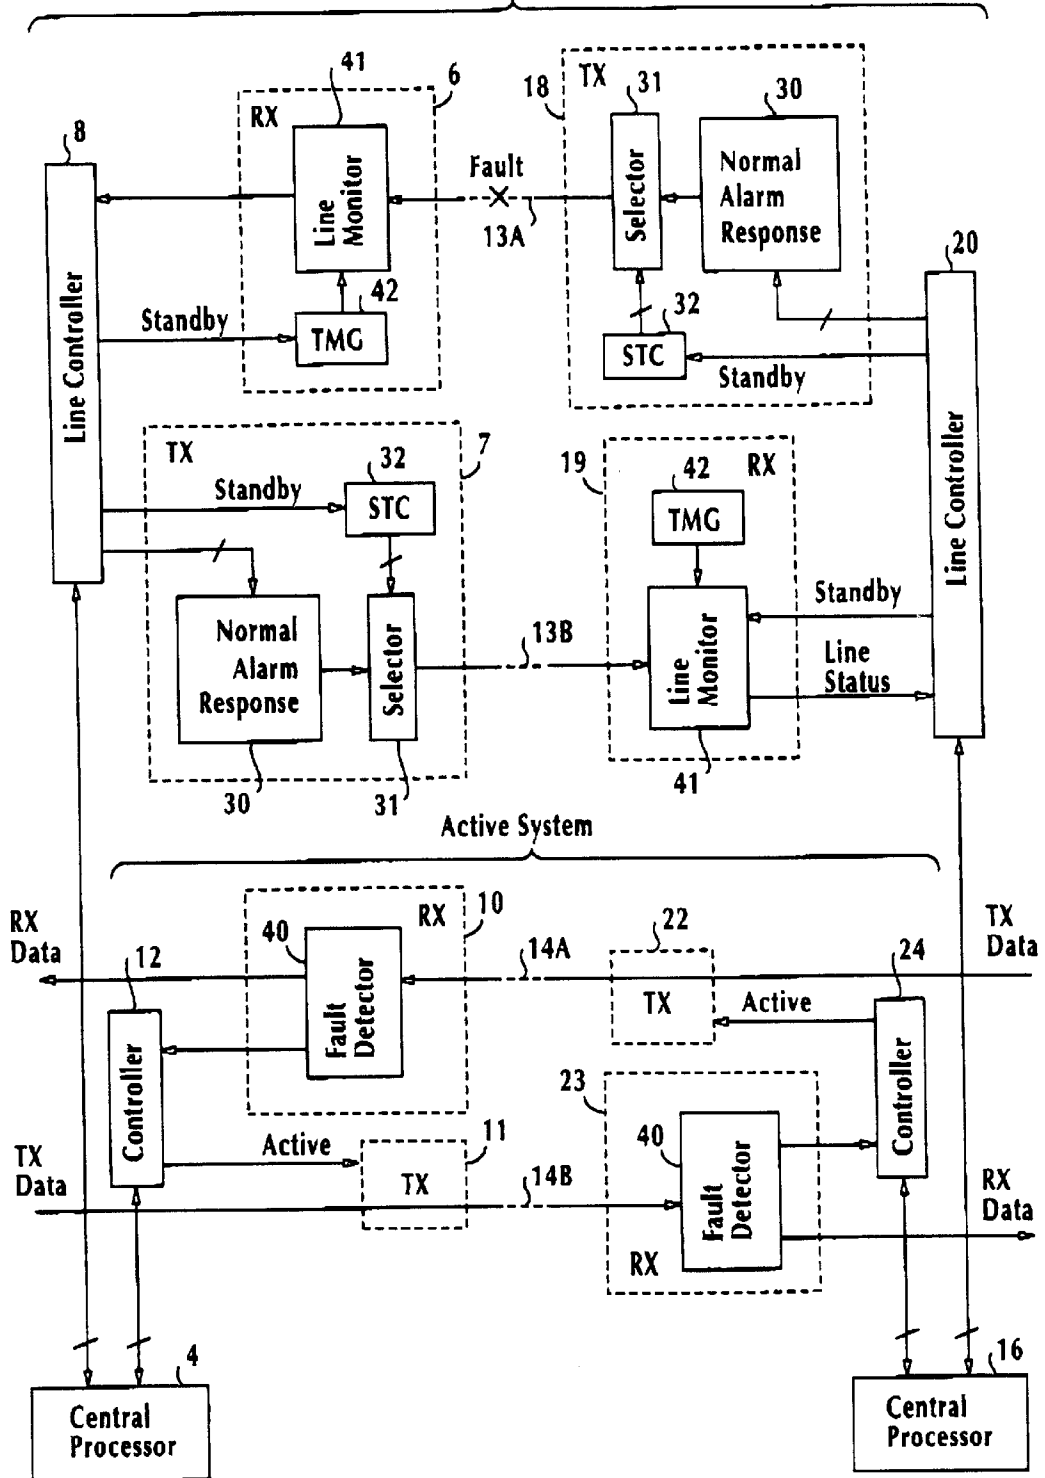 41
6
RX
Line
Monitor
42
TMG
Standby
8
Line Controller
Fault
13A
18
TX
31
Selector
30
Normal
Alarm
Response
32
STC
Standby
20
Line Controller
TX
7
32
STC
Standby
Normal
Alarm
Response
30
Selector
31
13B
19
42
RX
TMG
Line
Monitor
41
Standby
Line
Status
Active System
RX
Data
12
Controller
40
RX
10
Fault
Detector
14A
22
TX
Active
24
Controller
TX
Data
TX
Data
Active
11
TX
14B
23
40
Fault
Detector
RX
RX
Data
4
Central
Processor
16
Central
Processor